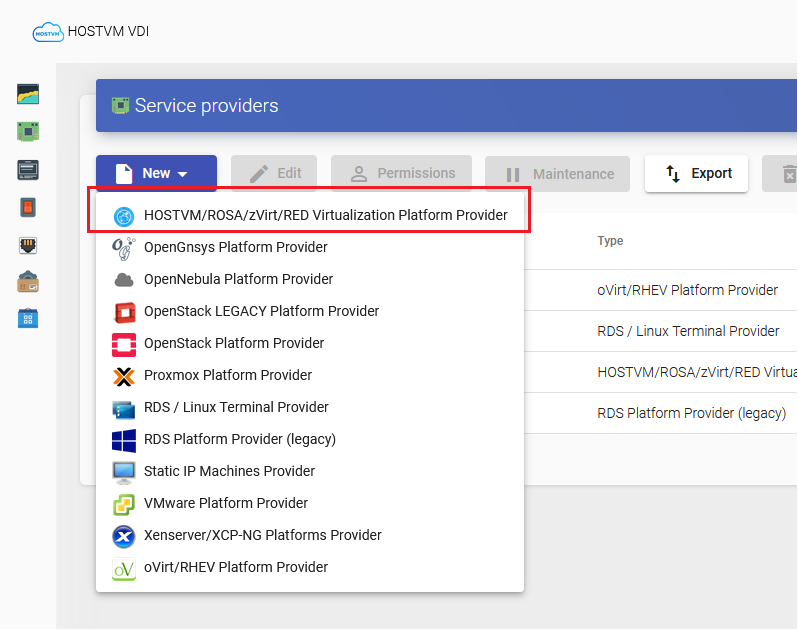 HOSTVM HOSTVM VDI
Service providers
New Edit Permissions Maintenance Export
HOSTVM/ROSA/zVirt/RED Virtualization Platform Provider
OpenGnsys Platform Provider
OpenNebula Platform Provider
OpenStack LEGACY Platform Provider
OpenStack Platform Provider
Proxmox Platform Provider
RDS / Linux Terminal Provider
RDS Platform Provider (legacy)
Static IP Machines Provider
VMware Platform Provider
Xenserver/XCP-NG Platforms Provider
oV oVirt/RHEV Platform Provider
Type
oVirt/RHEV Platform Provider
RDS / Linux Terminal Provider
HOSTVM/ROSA/zVirt/RED Virtua
RDS Platform Provider (legacy)